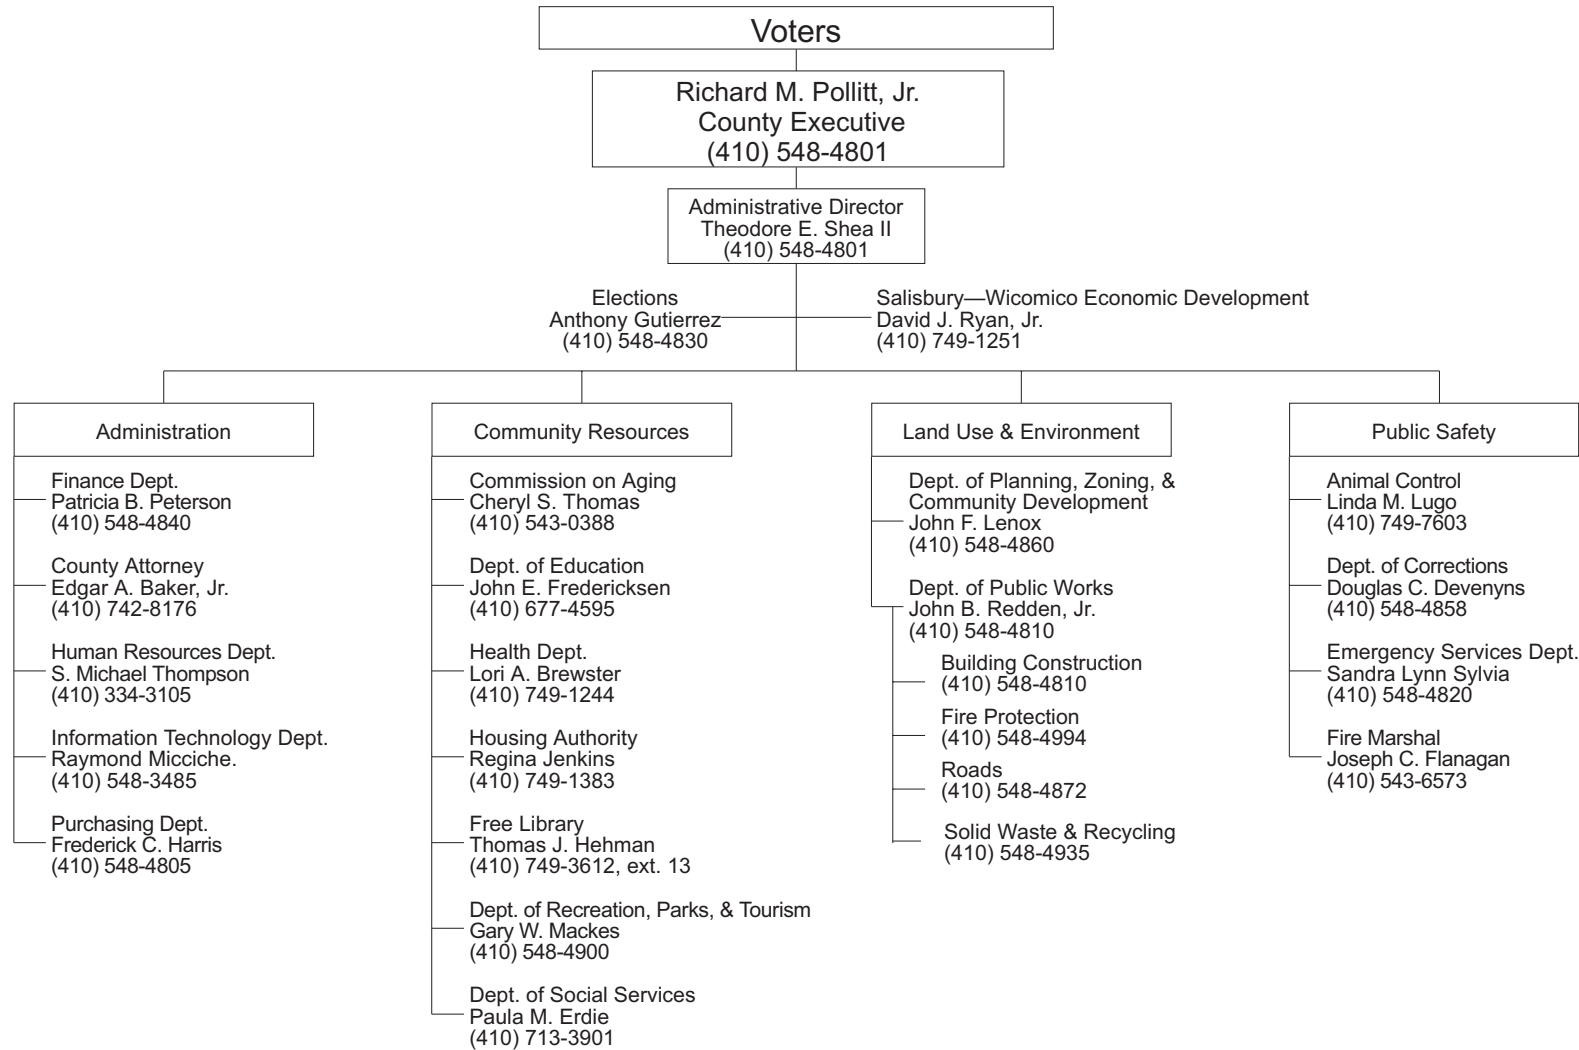 Voters
Richard M. Pollitt, Jr.
County Executive
(410) 548-4801
Administrative Director
Theodore E. Shea II
(410) 548-4801
Elections
Anthony Gutierrez
(410) 548-4830
Salisbury—Wicomico Economic Development
David J. Ryan, Jr.
(410) 749-1251
Administration
Finance Dept.
Patricia B. Peterson
(410) 548-4840
County Attorney
Edgar A. Baker, Jr.
(410) 742-8176
Human Resources Dept.
S. Michael Thompson
(410) 334-3105
Information Technology Dept.
Raymond Micciche.
(410) 548-3485
Purchasing Dept.
Frederick C. Harris
(410) 548-4805
Community Resources
Commission on Aging
Cheryl S. Thomas
(410) 543-0388
Dept. of Education
John E. Fredericksen
(410) 677-4595
Health Dept.
Lori A. Brewster
(410) 749-1244
Housing Authority
Regina Jenkins
(410) 749-1383
Free Library
Thomas J. Hehman
(410) 749-3612, ext. 13
Dept. of Recreation, Parks, & Tourism
Gary W. Mackes
(410) 548-4900
Dept. of Social Services
Paula M. Erdie
(410) 713-3901
Land Use & Environment
Dept. of Planning, Zoning, &
Community Development
John F. Lenox
(410) 548-4860
Dept. of Public Works
John B. Redden, Jr.
(410) 548-4810
Building Construction
(410) 548-4810
Fire Protection
(410) 548-4994
Roads
(410) 548-4872
Solid Waste & Recycling
(410) 548-4935
Public Safety
Animal Control
Linda M. Lugo
(410) 749-7603
Dept. of Corrections
Douglas C. Devenyns
(410) 548-4858
Emergency Services Dept.
Sandra Lynn Sylvia
(410) 548-4820
Fire Marshal
Joseph C. Flanagan
(410) 543-6573